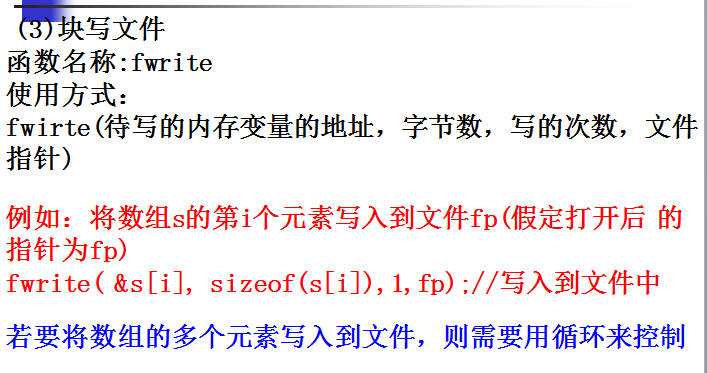 (3)块写文件
函数名称:fwrite
使用方式：
fwirte(待写的内存变量的地址，字节数，写的次数，文件
指针)
例如：将数组s的第i个元素写入到文件fp(假定打开后 的
指针为fp)
fwrite( &s[i], sizeof(s[i]),1,fp);//写入到文件中
若要将数组的多个元素写入到文件，则需要用循环来控制